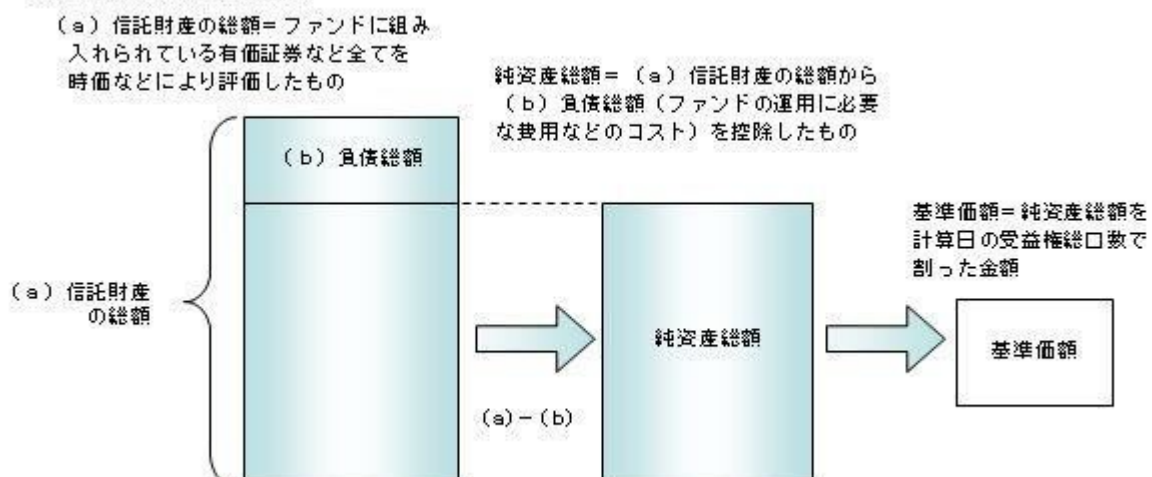 (a)信託財産の総額=ファンドに組み
入れられている有価証券など全てを
時価などにより評価したもの
純資産総額=(a)信託財産の総額から
(b)負債総額(ファンドの運用に必要
な費用などのコスト)を控除したもの
(b)負債総額
基準価額=純資産総額を
計算日の受益権総口数で
割った金額
(a)信託財産
の総額
純資産総額
基準価額
(a)-(b)